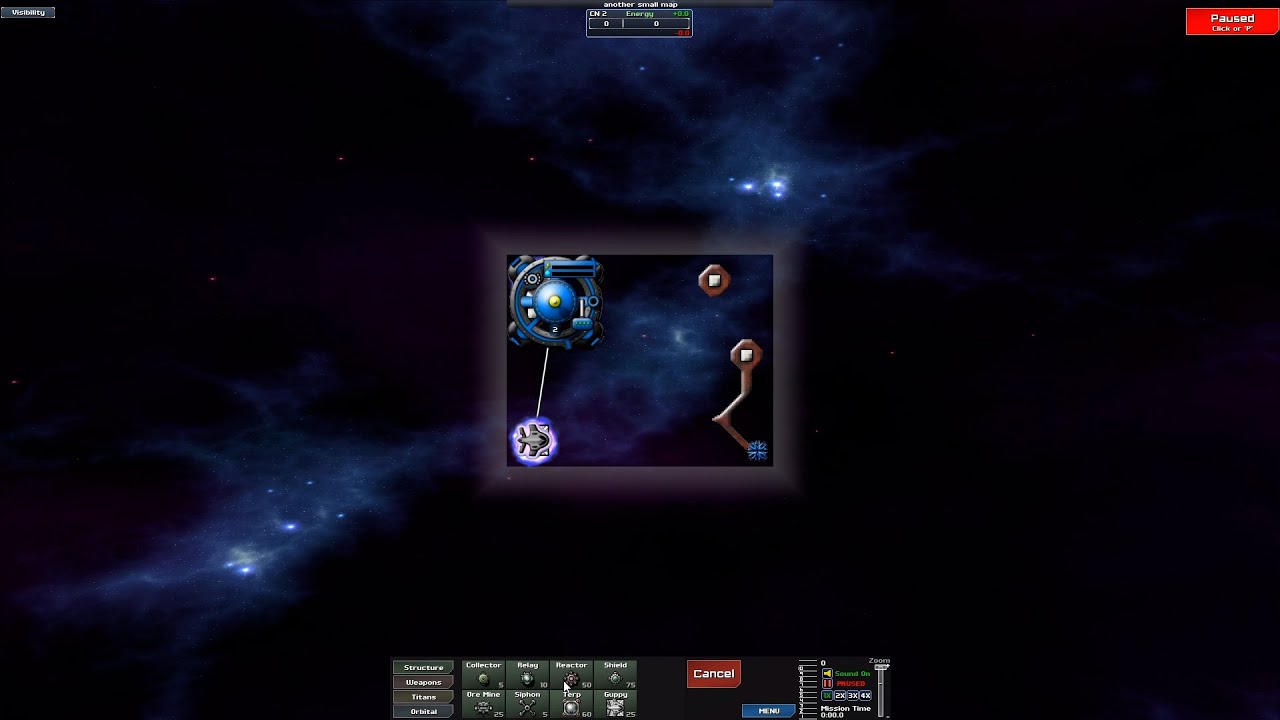 another small map
Visibility
CN 2 Energy +0.0
0 0
-0.0
Paused
Click or 'P'
2
Structure
Weapons
Titans
Orbital
Collector Relay Reactor Shield
5 10 50 75
Ore Mine Siphon Terp Guppy
25 5 60 25
Cancel
MENU
0
Sound On
PAUSED
1X 2X 3X 4X
Mission Time
0:00.0
Zoom